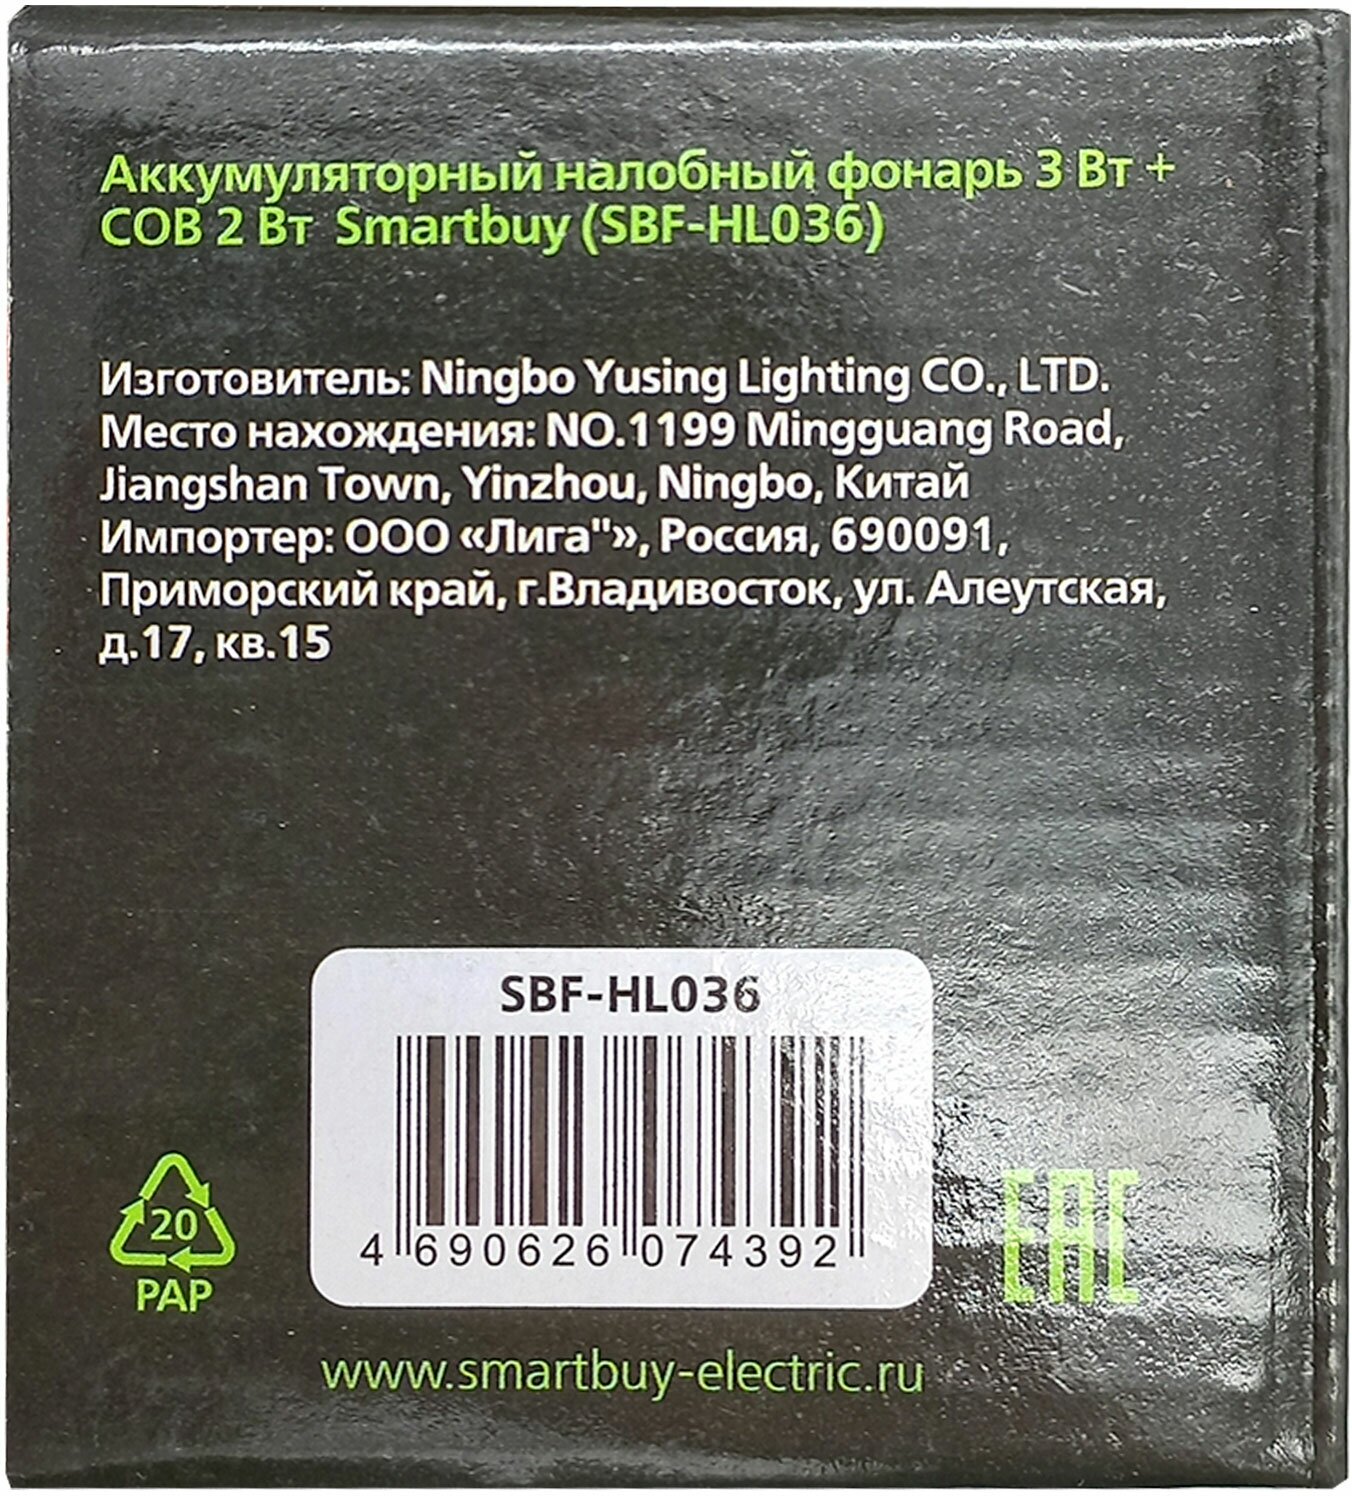 Аккумуляторный налобный фонарь 3 Вт +
COB 2 Вт Smartbuy (SBF-HL036)
Изготовитель: Ningbo Yusing Lighting CO., LTD.
Место нахождения: NO.1199 Mingguang Road,
Jiangshan Town, Yinzhou, Ningbo, Китай
Импортер: ООО «Лига"», Россия, 690091,
Приморский край, г.Владивосток, ул. Алеутская,
д.17, кв.15
SBF-HL036
4 690626 074392
20
PAP
EAC
www.smartbuy-electric.ru